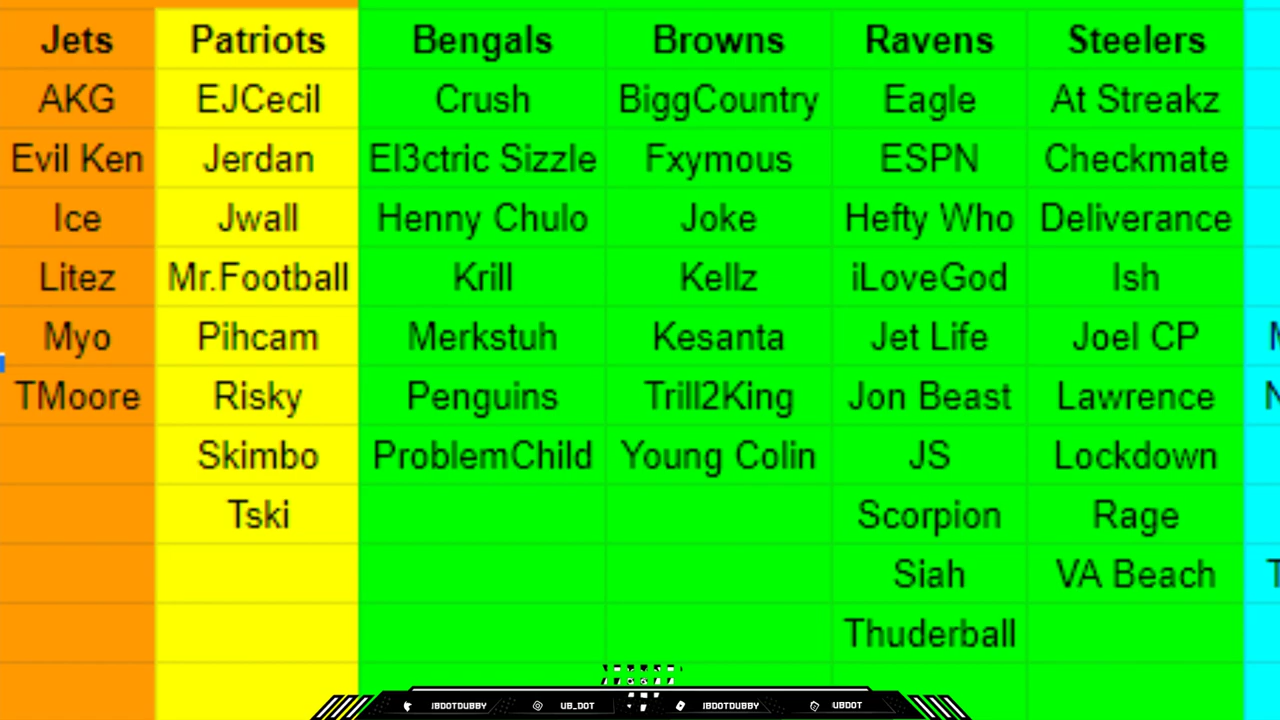 Jets Patriots Bengals Browns Ravens Steelers
AKG EJCecil Crush BiggCountry Eagle At Streakz
Evil Ken Jerdan El3ctric Sizzle Fxymous ESPN Checkmate
Ice Jwall Henny Chulo Joke Hefty Who Deliverance
Litez Mr.Football Krill Kellz iLoveGod Ish
Myo Pihcam Merkstuh Kesanta Jet Life Joel CP
TMoore Risky Penguins Trill2King Jon Beast Lawrence
Skimbo ProblemChild Young Colin JS Lockdown
Tski Scorpion Rage
Siah VA Beach
Thuderball
IBDOTDUBBY UB_DOT IBDOTDUBBY UBDOT